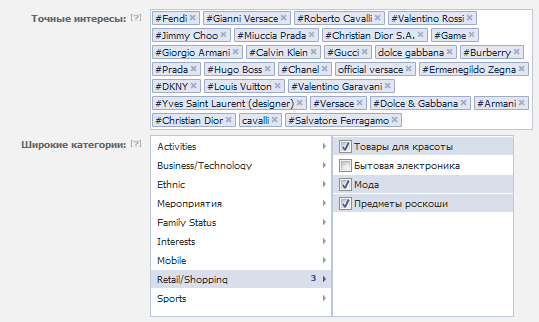 Точные интересы: [?] #Fendi × #Gianni Versace × #Roberto Cavalli × #Valentino Rossi ×
#Jimmy Choo × #Miuccia Prada × #Christian Dior S.A. × #Game ×
#Giorgio Armani × #Calvin Klein × #Gucci × dolce gabbana × #Burberry ×
#Prada × #Hugo Boss × #Chanel × official versace × #Ermenegildo Zegna ×
#DKNY × #Louis Vuitton × #Valentino Garavani ×
#Yves Saint Laurent (designer) × #Versace × #Dolce & Gabbana × #Armani ×
#Christian Dior × cavalli × #Salvatore Ferragamo ×
Широкие категории: [?]
Activities
Business/Technology
Ethnic
Мероприятия
Family Status
Interests
Mobile
Retail/Shopping 3
Sports
Товары для красоты
Бытовая электроника
Мода
Предметы роскоши